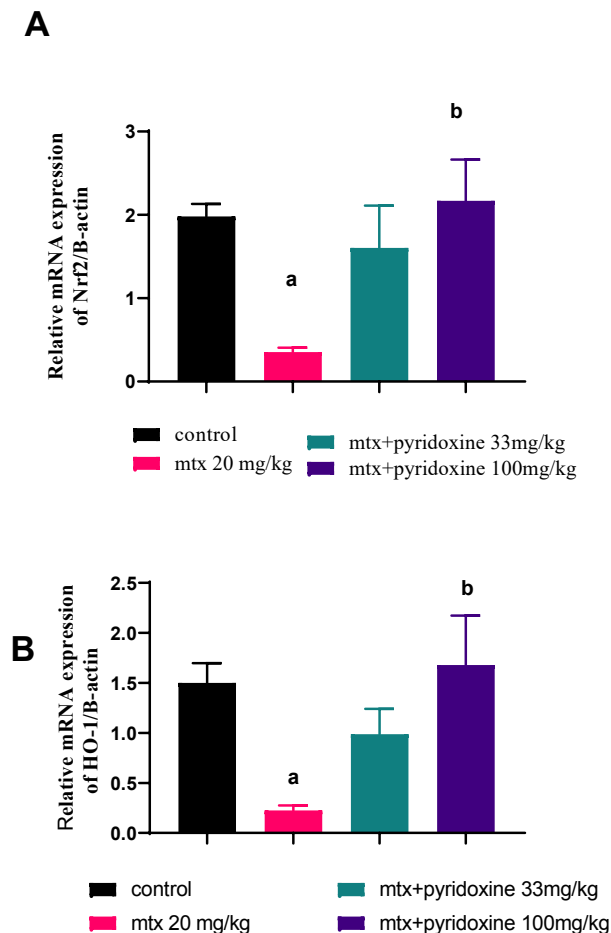 A
Relative mRNA expression
of Nrf2/B-actin
3
2
1
0
a
b
control
mtx 20 mg/kg
mtx+pyridoxine 33mg/kg
mtx+pyridoxine 100mg/kg
B
Relative mRNA expression
of HO-1/B-actin
2.5
2.0
1.5
1.0
0.5
0.0
a
b
control
mtx 20 mg/kg
mtx+pyridoxine 33mg/kg
mtx+pyridoxine 100mg/kg